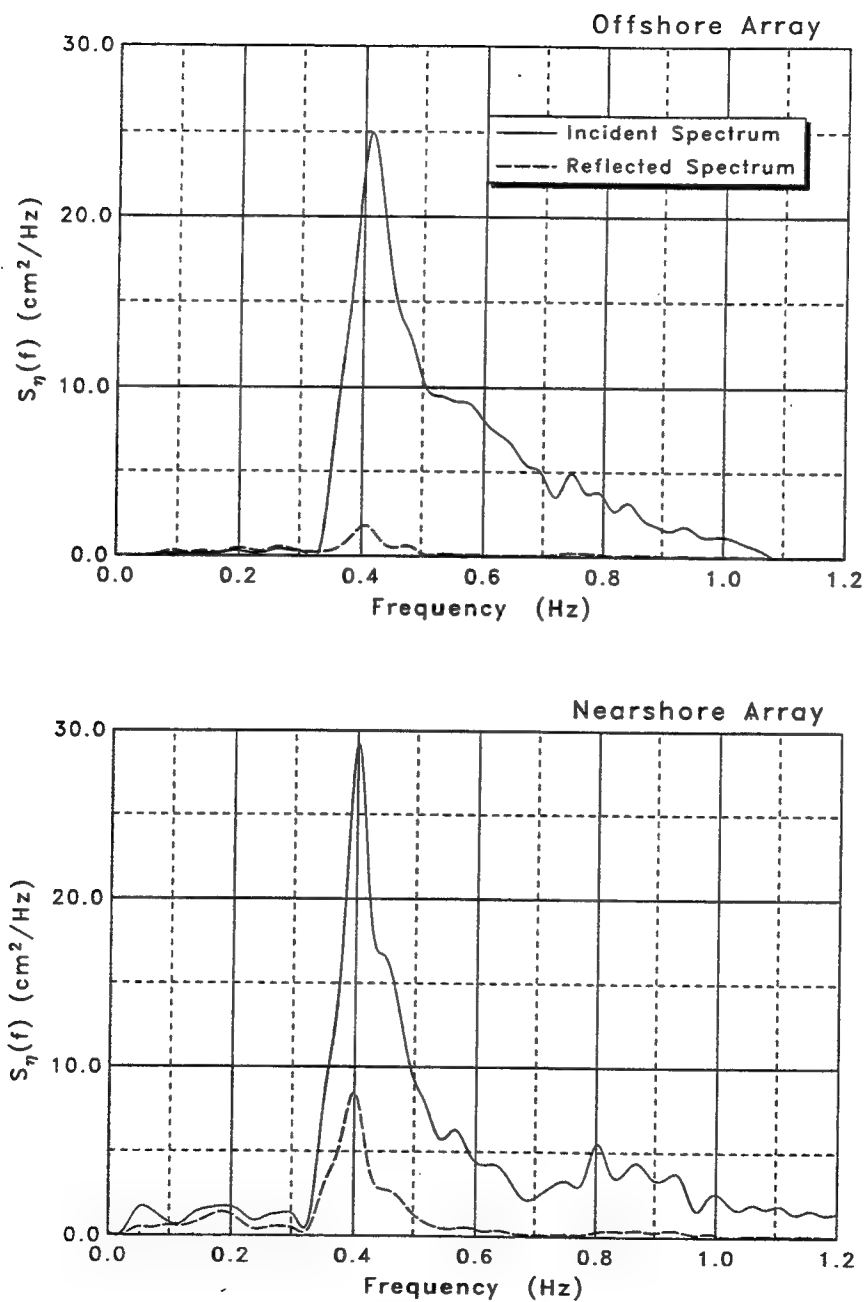 Offshore Array
30.0
Incident Spectrum
Reflected Spectrum
20.0
S_η(f) (cm²/Hz)
10.0
0.0
0.0 0.2 0.4 0.6 0.8 1.0 1.2
Frequency (Hz)
Nearshore Array
30.0
20.0
S_η(f) (cm²/Hz)
10.0
0.0
0.0 0.2 0.4 0.6 0.8 1.0 1.2
Frequency (Hz)